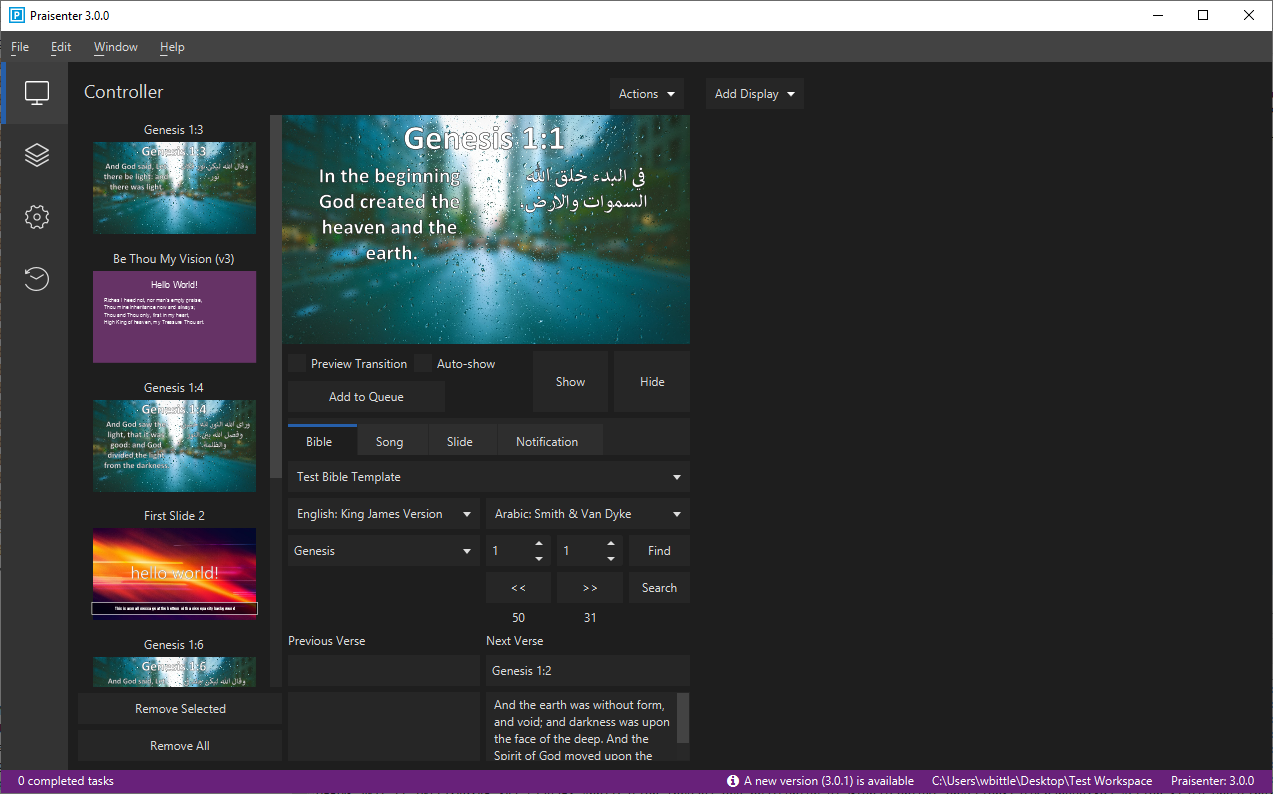 Praisenter 3.0.0
File Edit Window Help
Controller
Actions
Add Display
Genesis 1:3
Genesis 1:3
And God said, Let
there be light: and
there was light.
وقال الله ليكن نور
نور.
Be Thou My Vision (v3)
Hello World!
Riches I heed not, nor man's empty praise,
Thou mine inheritance now and always;
Thou and Thou only, first in my heart,
High King of heaven, my Treasure Thou art.
Genesis 1:4
Genesis 1:4
And God saw the
light, that it was
good: and God
divided the light
from the darkness.
وراى الله النور انه
وفصل الله بين النور
والظلمة.
First Slide 2
hello world!
Genesis 1:6
Genesis 1:6
And God said, Let
وقال الله ليكن
Remove Selected
Remove All
Genesis 1:1
In the beginning
God created the
heaven and the
earth.
في البدء خلق الله
السموات والارض.
Preview Transition
Auto-show
Add to Queue
Show
Hide
Bible Song Slide Notification
Test Bible Template
English: King James Version
Arabic: Smith & Van Dyke
Genesis
1
1
Find
<<
>>
Search
50
31
Previous Verse
Next Verse
Genesis 1:2
And the earth was without form,
and void; and darkness was upon
the face of the deep. And the
Spirit of God moved upon the
0 completed tasks
A new version (3.0.1) is available
C:\Users\wbittle\Desktop\Test Workspace
Praisenter: 3.0.0